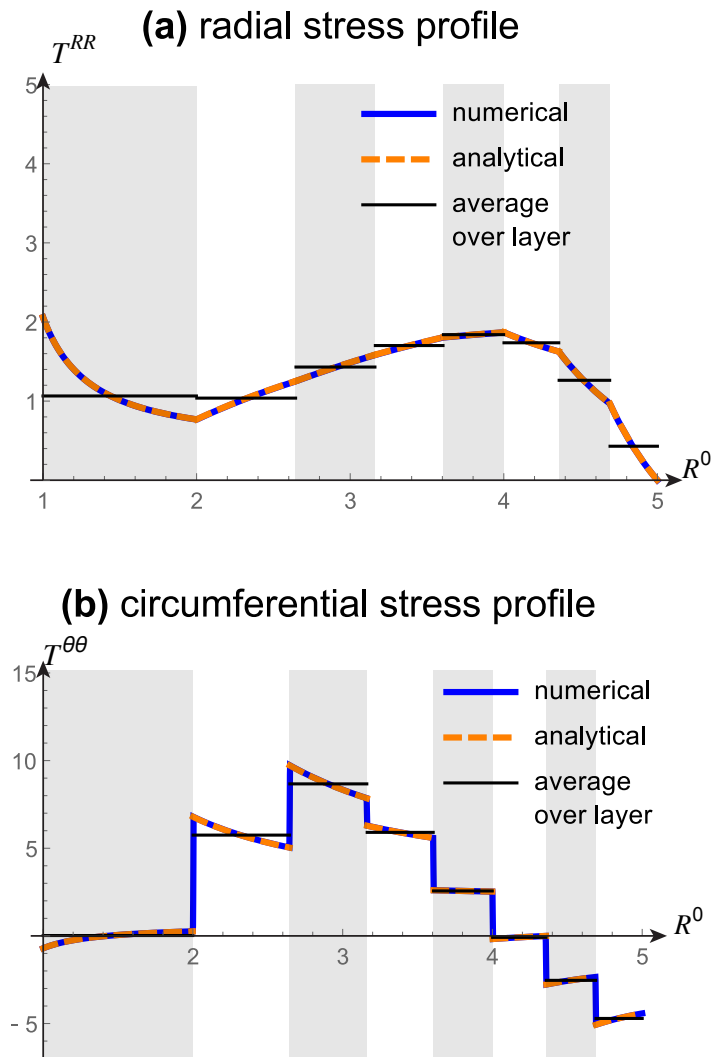 (a) radial stress profile
T^{RR}
5
4
3
2
1
numerical
analytical
average
over layer
R^0
1 2 3 4 5
(b) circumferential stress profile
T^{θθ}
15
10
5
- 5
numerical
analytical
average
over layer
R^0
2 3 4 5